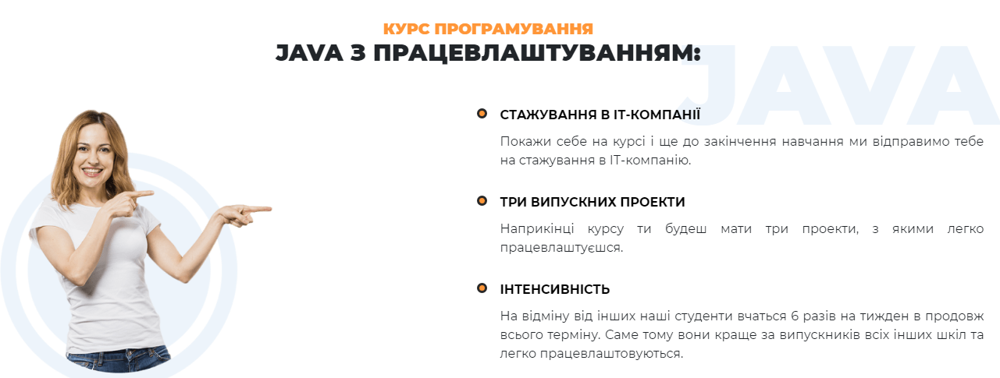 КУРС ПРОГРАМУВАННЯ
JAVA З ПРАЦЕВЛАШТУВАННЯМ:
JAVA
СТАЖУВАННЯ В ІТ-КОМПАНІЇ
Покажи себе на курсі і ще до закінчення навчання ми відправимо тебе
на стажування в ІТ-компанію.
ТРИ ВИПУСКНИХ ПРОЕКТИ
Наприкінці курсу ти будеш мати три проекти, з якими легко
працевлаштуєшся.
ІНТЕНСИВНІСТЬ
На відміну від інших наші студенти вчаться 6 разів на тижден в продовж
всього терміну. Саме тому вони краще за випускників всіх інших шкіл та
легко працевлаштовуються.